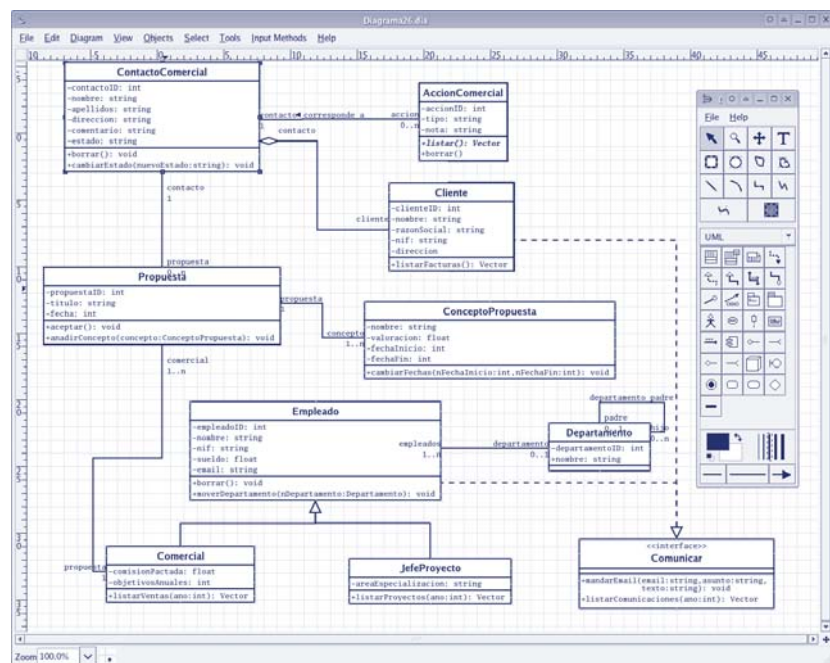 Diagrama26.dia
File Edit Diagram View Objects Select Tools Input Methods Help
ContactoComercial
-contactoID: int
-nombre: string
-apellidos: string
-direccion: string
-comentario: string
-estado: string
+borrar(): void
+cambiarEstado(nuevoEstado:string): void
contacto corresponde a accion
1 0..n
contacto
AccionComercial
-accionID: int
-tipo: string
-nota: string
+listar(): Vector
+borrar()
File Help
UML
contacto
1
Cliente
-clienteID: int
-nombre: string
-razonSocial: string
-nif: string
-direccion
+listarFacturas(): Vector
cliente
propuesta
0..n
Propuesta
-propuestaID: int
-titulo: string
-fecha: int
+aceptar(): void
+anadirConcepto(concepto:ConceptoPropuesta): void
propuesta
1
concepto
1..n
ConceptoPropuesta
-nombre: string
-valoracion: float
-fechaInicio: int
-fechaFin: int
+cambiarFechas(nFechaInicio:int,nFechaFin:int): void
comercial
1..n
Empleado
-empleadoID: int
-nombre: string
-nif: string
-sueldo: float
-email: string
+borrar(): void
+moverDepartamento(nDepartamento:Departamento): void
empleados
1..n
departamento
0..1
departamento padre
padre
0..1
hijo
0..n
Departamento
-departamentoID: int
+nombre: string
propuesta
1
Comercial
-comisionPactada: float
-objetivosAnuales: int
+listarVentas(ano:int): Vector
JefeProyecto
-areaEspecializacion: string
+listarProyectos(ano:int): Vector
<<interface>>
Comunicar
+mandarEmail(email:string,asunto:string,
texto:string): void
+listarComunicaciones(ano:int): Vector
Zoom 100.0%